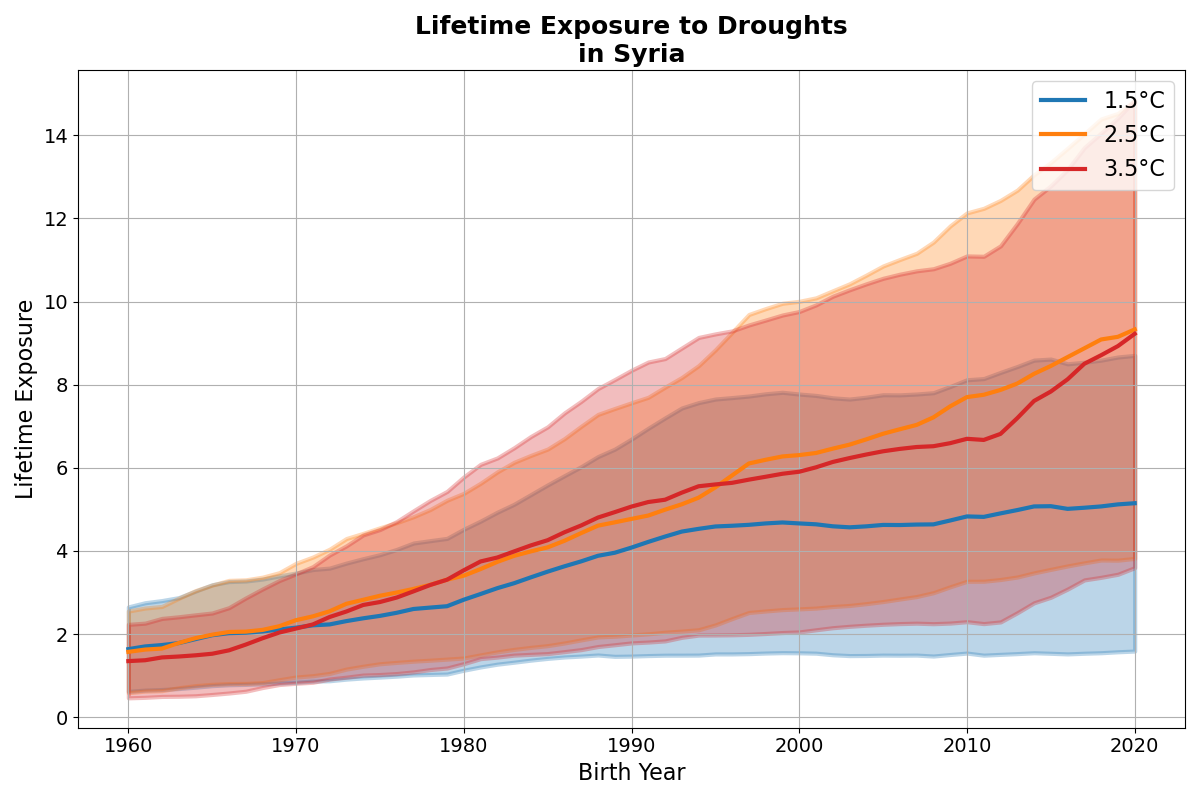 Lifetime Exposure to Droughts
in Syria
1.5°C
2.5°C
3.5°C
Lifetime Exposure
14
12
10
8
6
4
2
0
1960 1970 1980 1990 2000 2010 2020
Birth Year